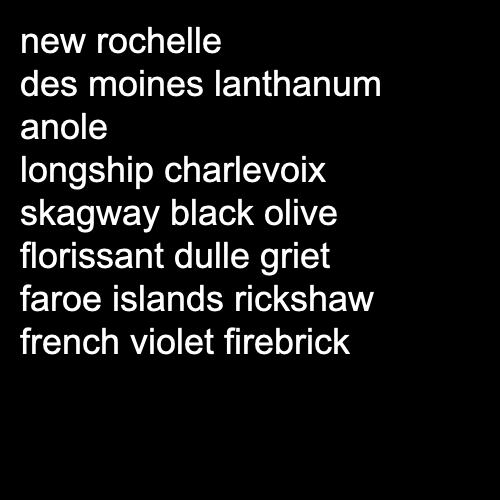 new rochelle
des moines lanthanum
anole
longship charlevoix
skagway black olive
florissant dulle griet
faroe islands rickshaw
french violet firebrick